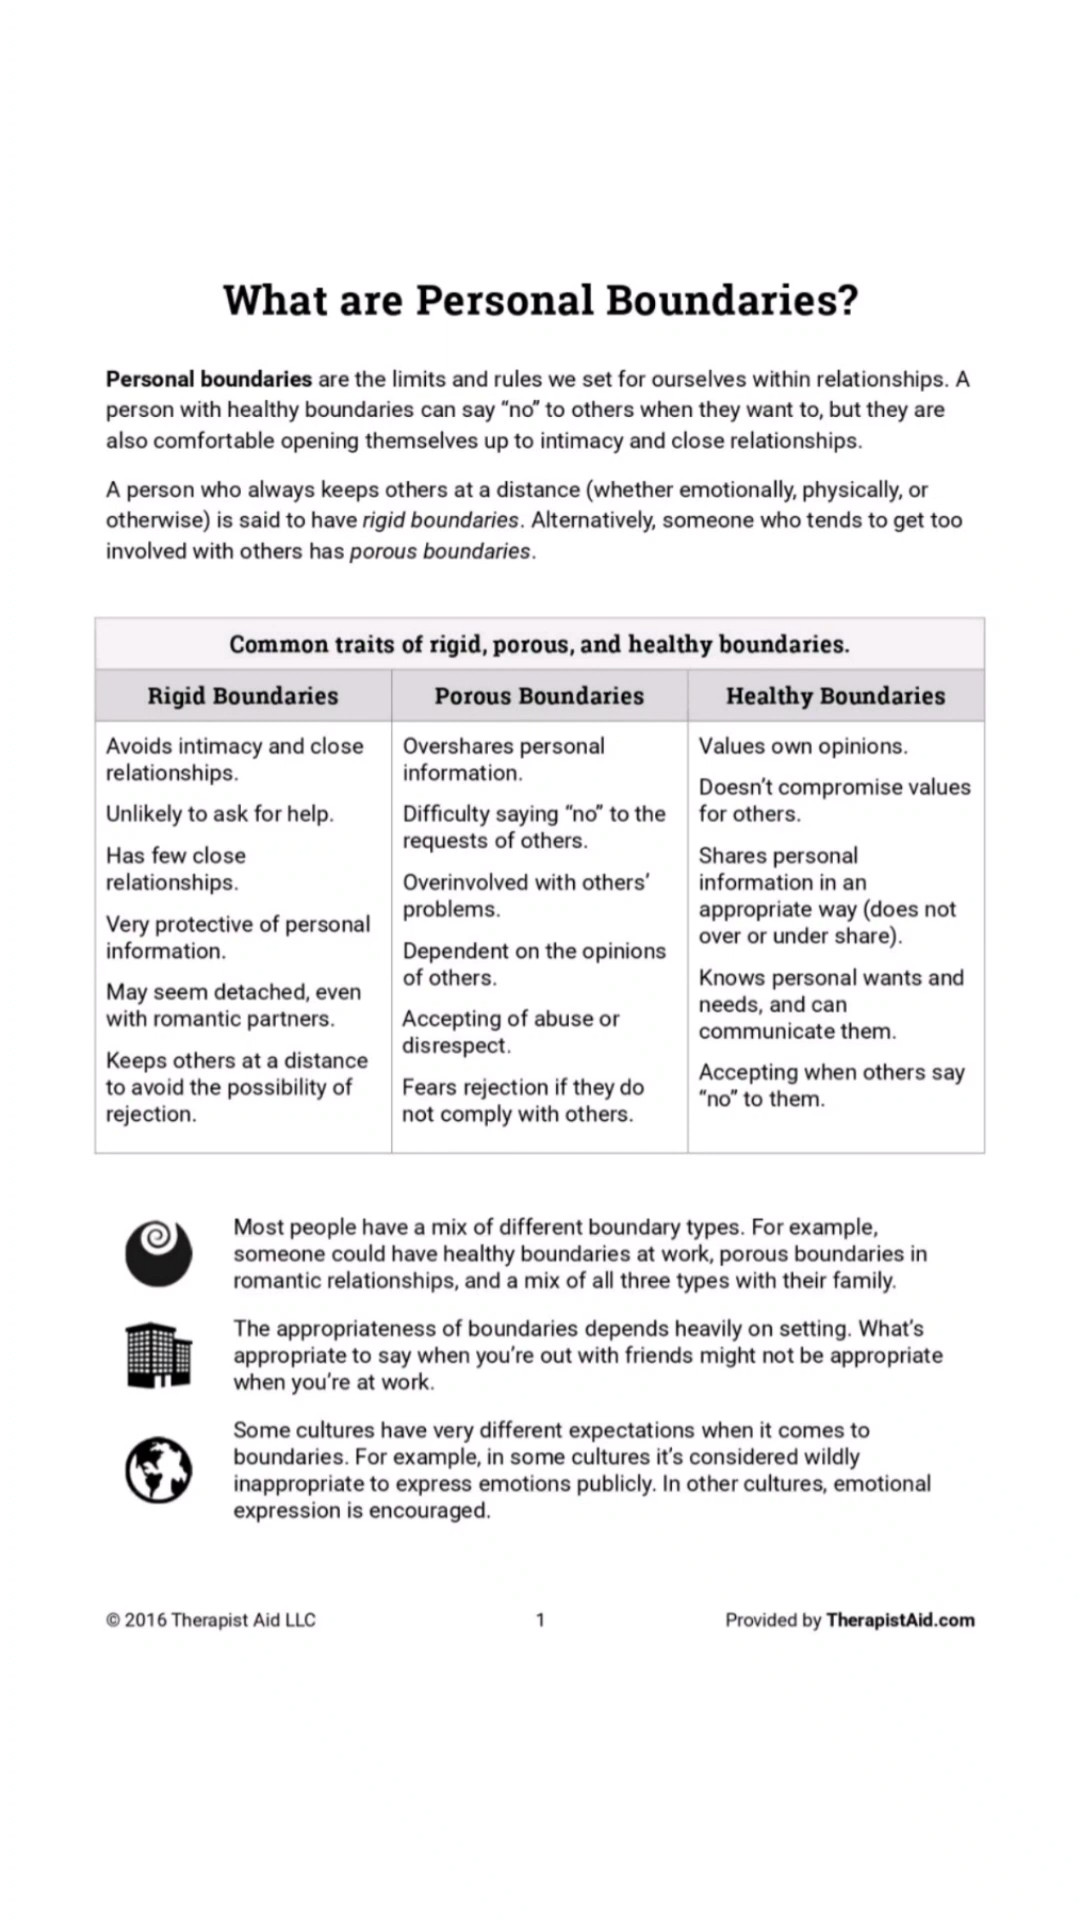 What are Personal Boundaries?
Personal boundaries are the limits and rules we set for ourselves within relationships. A
person with healthy boundaries can say “no” to others when they want to, but they are
also comfortable opening themselves up to intimacy and close relationships.
A person who always keeps others at a distance (whether emotionally, physically, or
otherwise) is said to have rigid boundaries. Alternatively, someone who tends to get too
involved with others has porous boundaries.
Common traits of rigid, porous, and healthy boundaries.
Rigid Boundaries
Avoids intimacy and close
relationships.
Unlikely to ask for help.
Has few close
relationships.
Very protective of personal
information.
May seem detached, even
with romantic partners.
Keeps others at a distance
to avoid the possibility of
rejection.
Porous Boundaries
Overshares personal
information.
Difficulty saying “no” to the
requests of others.
Overinvolved with others’
problems.
Dependent on the opinions
of others.
Accepting of abuse or
disrespect.
Fears rejection if they do
not comply with others.
Healthy Boundaries
Values own opinions.
Doesn’t compromise values
for others.
Shares personal
information in an
appropriate way (does not
over or under share).
Knows personal wants and
needs, and can
communicate them.
Accepting when others say
“no” to them.
Most people have a mix of different boundary types. For example,
someone could have healthy boundaries at work, porous boundaries in
romantic relationships, and a mix of all three types with their family.
The appropriateness of boundaries depends heavily on setting. What’s
appropriate to say when you’re out with friends might not be appropriate
when you’re at work.
Some cultures have very different expectations when it comes to
boundaries. For example, in some cultures it’s considered wildly
inappropriate to express emotions publicly. In other cultures, emotional
expression is encouraged.
© 2016 Therapist Aid LLC
1
Provided by TherapistAid.com